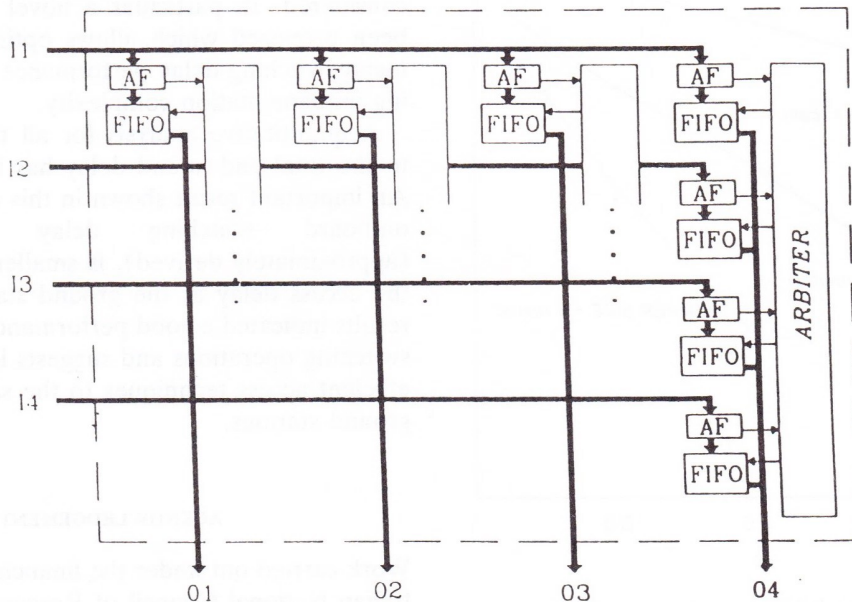 I1
AF AF AF AF
FIFO FIFO FIFO FIFO
I2
AF
FIFO
I3
AF
FIFO
I4
AF
FIFO
ARBITER
O1 O2 O3 O4